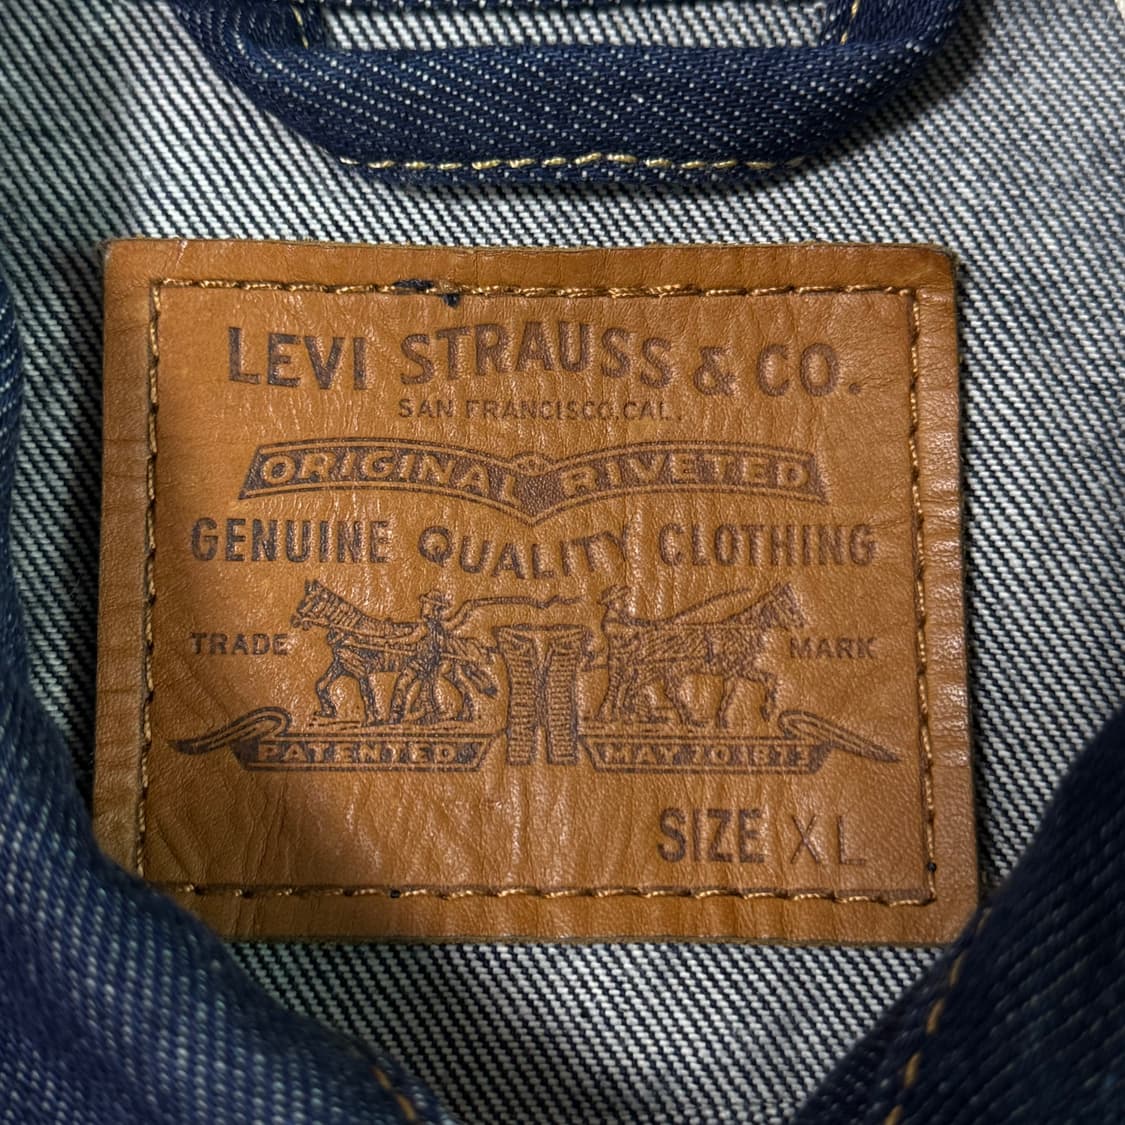 LEVI STRAUSS & CO.
SAN FRANCISCO, CAL.
ORIGINAL RIVETED
GENUINE QUALITY CLOTHING
TRADE MARK
PATENTED MAY 20 1873
SIZE XL